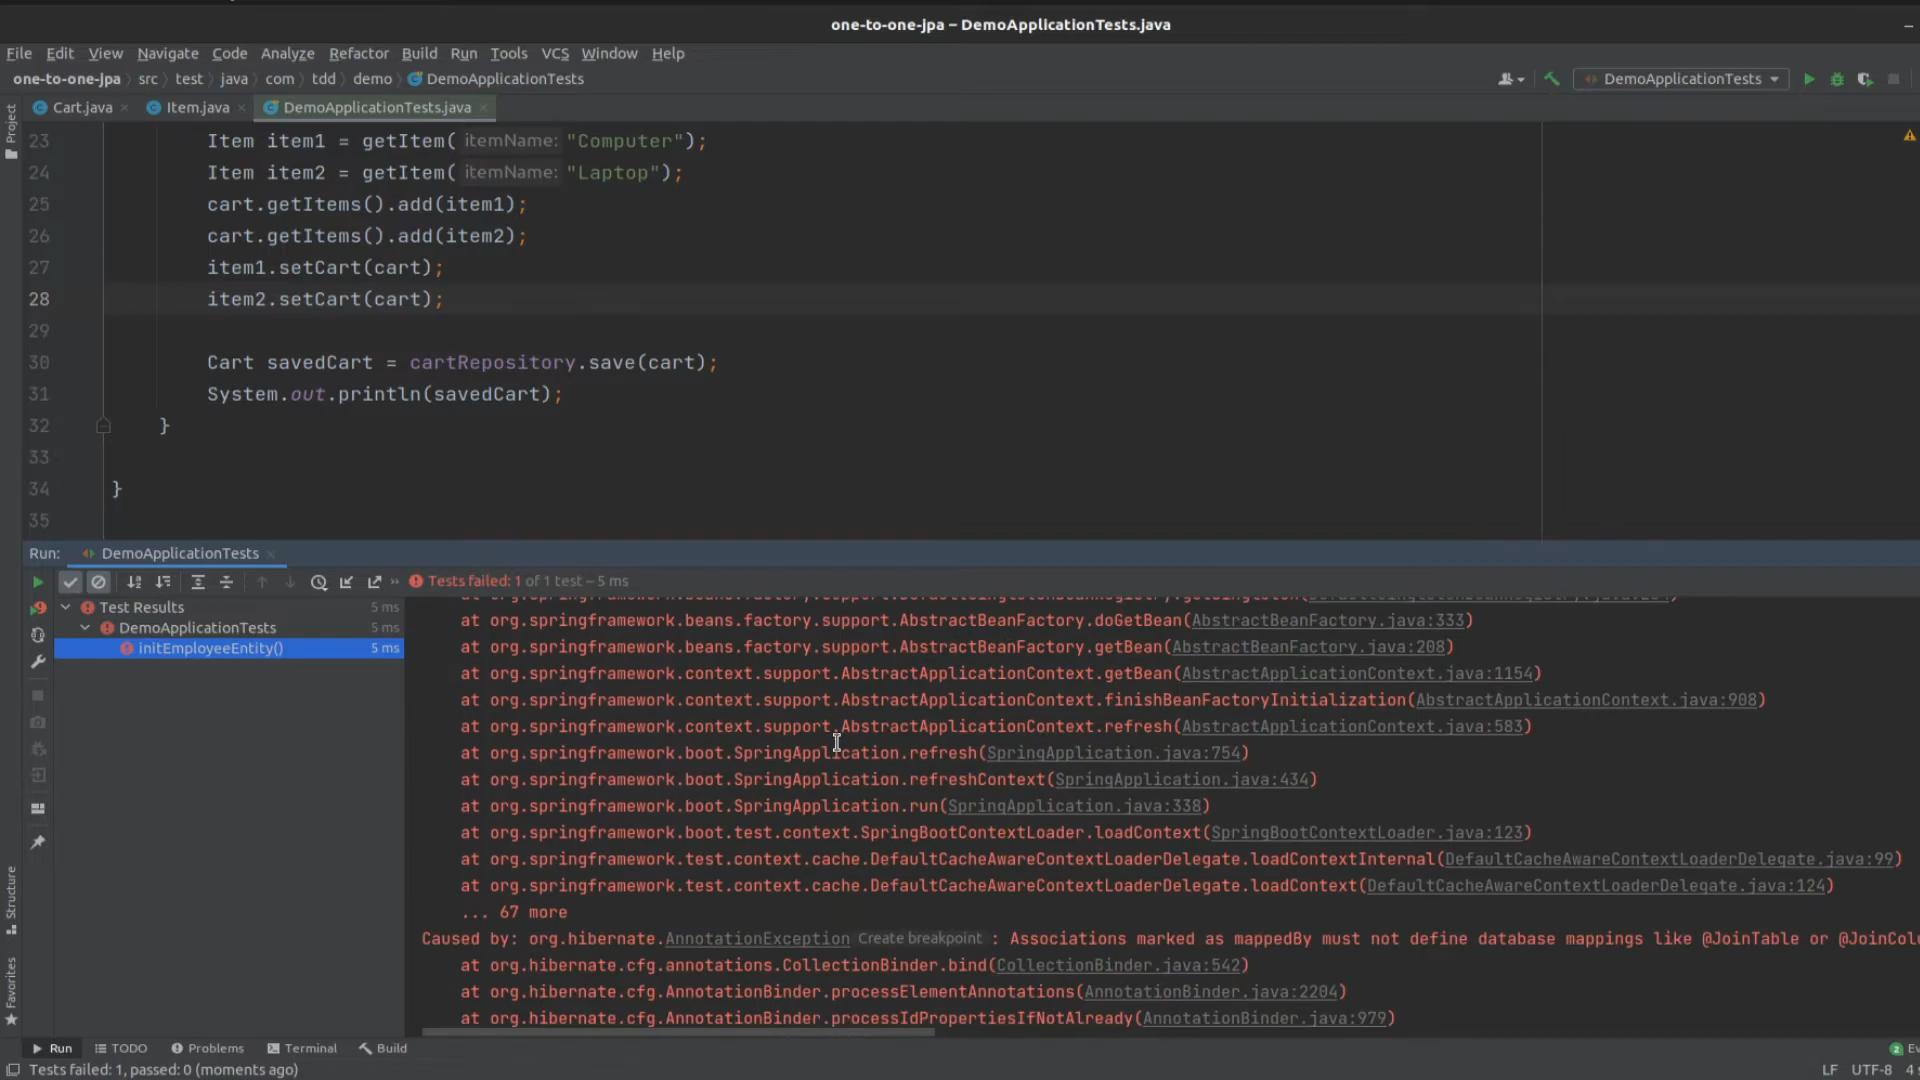 one-to-one-jpa – DemoApplicationTests.java
File Edit View Navigate Code Analyze Refactor Build Run Tools VCS Window Help
one-to-one-jpa › src › test › java › com › tdd › demo › DemoApplicationTests
DemoApplicationTests
Project
Cart.java
Item.java
DemoApplicationTests.java
23 Item item1 = getItem( itemName: "Computer");
24 Item item2 = getItem( itemName: "Laptop");
25 cart.getItems().add(item1);
26 cart.getItems().add(item2);
27 item1.setCart(cart);
28 item2.setCart(cart);
29
30 Cart savedCart = cartRepository.save(cart);
31 System.out.println(savedCart);
32 }
33
34 }
35
Run: DemoApplicationTests
Tests failed: 1 of 1 test – 5 ms
Test Results 5 ms
DemoApplicationTests 5 ms
initEmployeeEntity() 5 ms
at org.springframework.beans.factory.support.AbstractBeanFactory.doGetBean(AbstractBeanFactory.java:333)
at org.springframework.beans.factory.support.AbstractBeanFactory.getBean(AbstractBeanFactory.java:208)
at org.springframework.context.support.AbstractApplicationContext.getBean(AbstractApplicationContext.java:1154)
at org.springframework.context.support.AbstractApplicationContext.finishBeanFactoryInitialization(AbstractApplicationContext.java:908)
at org.springframework.context.support.AbstractApplicationContext.refresh(AbstractApplicationContext.java:583)
at org.springframework.boot.SpringApplication.refresh(SpringApplication.java:754)
at org.springframework.boot.SpringApplication.refreshContext(SpringApplication.java:434)
at org.springframework.boot.SpringApplication.run(SpringApplication.java:338)
at org.springframework.boot.test.context.SpringBootContextLoader.loadContext(SpringBootContextLoader.java:123)
at org.springframework.test.context.cache.DefaultCacheAwareContextLoaderDelegate.loadContextInternal(DefaultCacheAwareContextLoaderDelegate.java:99)
at org.springframework.test.context.cache.DefaultCacheAwareContextLoaderDelegate.loadContext(DefaultCacheAwareContextLoaderDelegate.java:124)
... 67 more
Caused by: org.hibernate.AnnotationException Create breakpoint : Associations marked as mappedBy must not define database mappings like @JoinTable or @JoinColu
at org.hibernate.cfg.annotations.CollectionBinder.bind(CollectionBinder.java:542)
at org.hibernate.cfg.AnnotationBinder.processElementAnnotations(AnnotationBinder.java:2204)
at org.hibernate.cfg.AnnotationBinder.processIdPropertiesIfNotAlready(AnnotationBinder.java:979)
Structure
Favorites
Run TODO Problems Terminal Build 2 Ev
Tests failed: 1, passed: 0 (moments ago) LF UTF-8 4